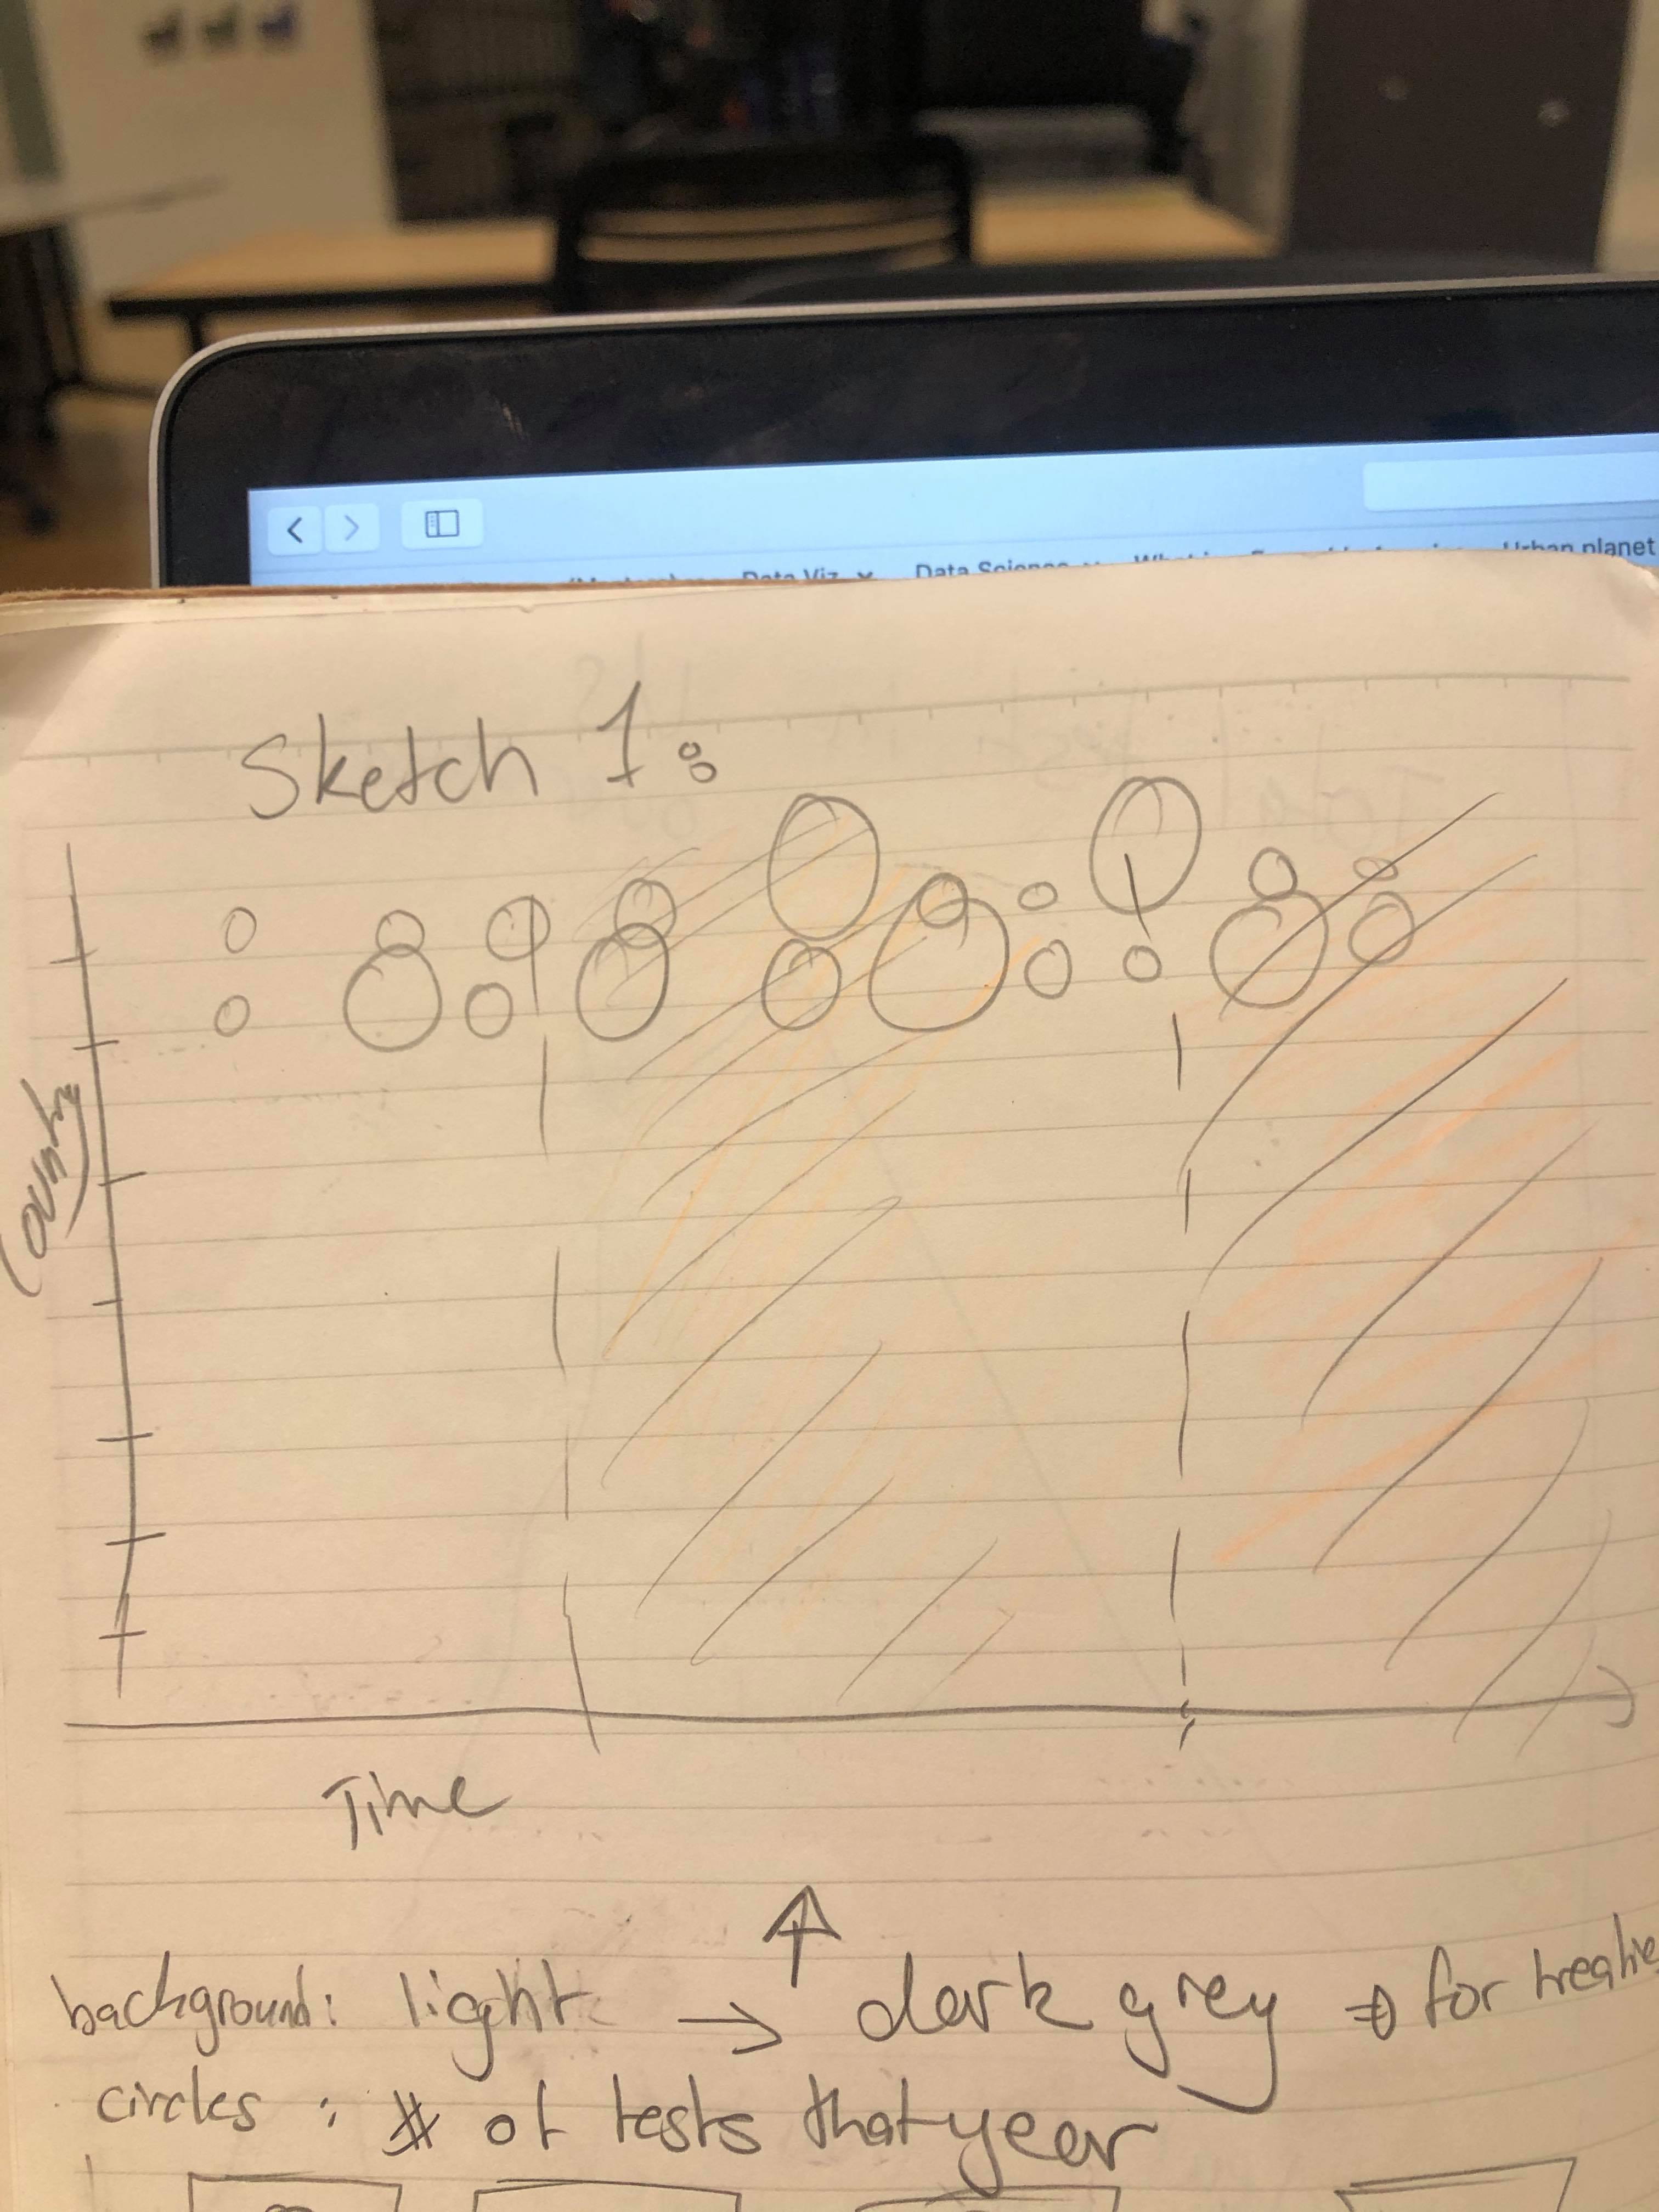 Data Viz
Data Science
Urban planet
Sketch 1:
Time
background: light → dark grey ⇒ for treatie
circles : # of tests that year